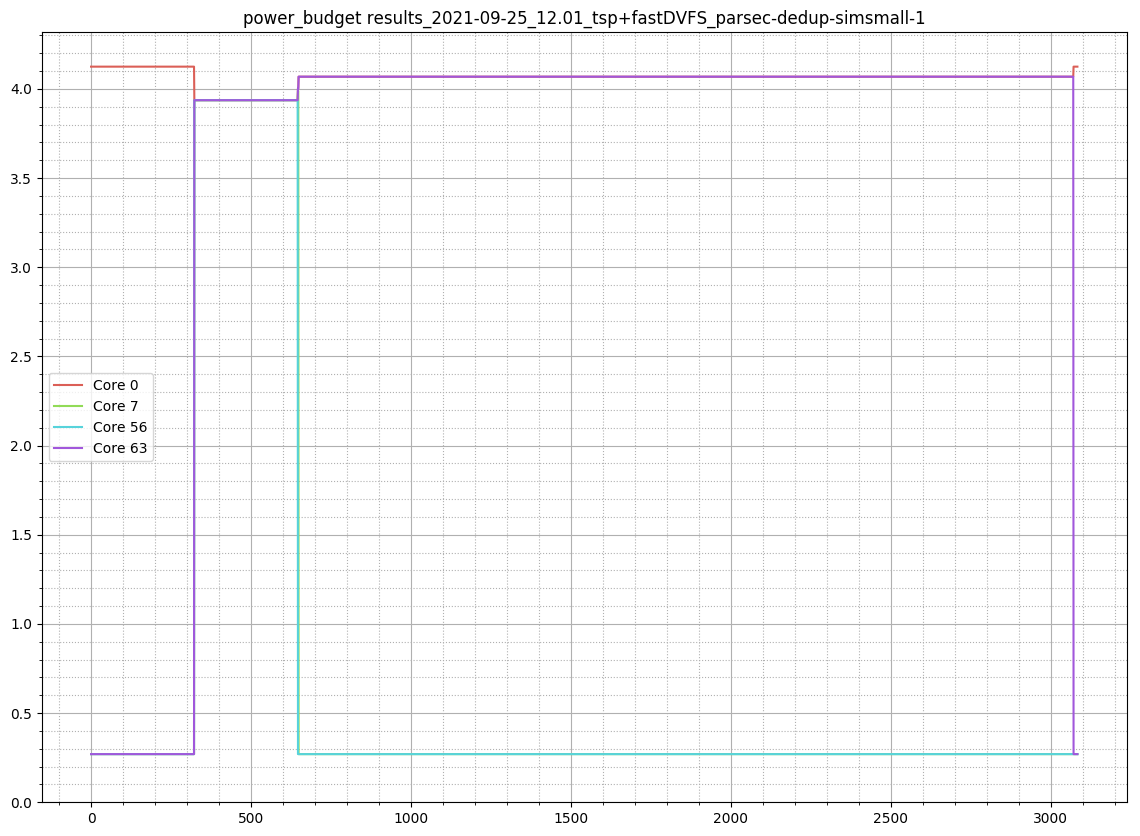 power_budget results_2021-09-25_12.01_tsp+fastDVFS_parsec-dedup-simsmall-1
4.0
3.5
3.0
2.5
2.0
1.5
1.0
0.5
0.0
Core 0
Core 7
Core 56
Core 63
0 500 1000 1500 2000 2500 3000